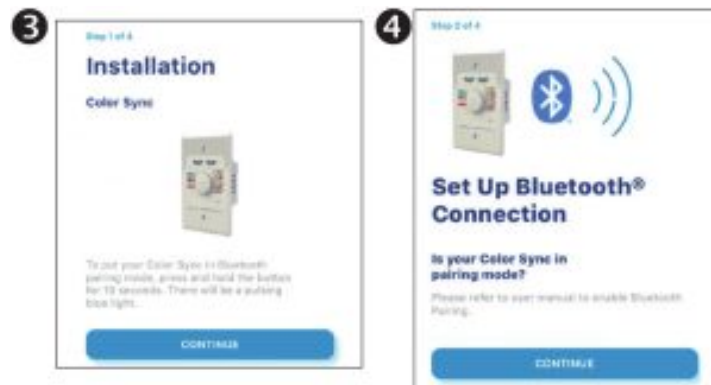 3
Step 1 of 4
Installation
Color Sync
To put your Color Sync in Bluetooth
pairing mode, press and hold the button
for 10 seconds. There will be a pulsing
blue light.
CONTINUE
4
Step 2 of 4
Set Up Bluetooth®
Connection
Is your Color Sync in
pairing mode?
Please refer to user manual to enable Bluetooth
Pairing.
CONTINUE